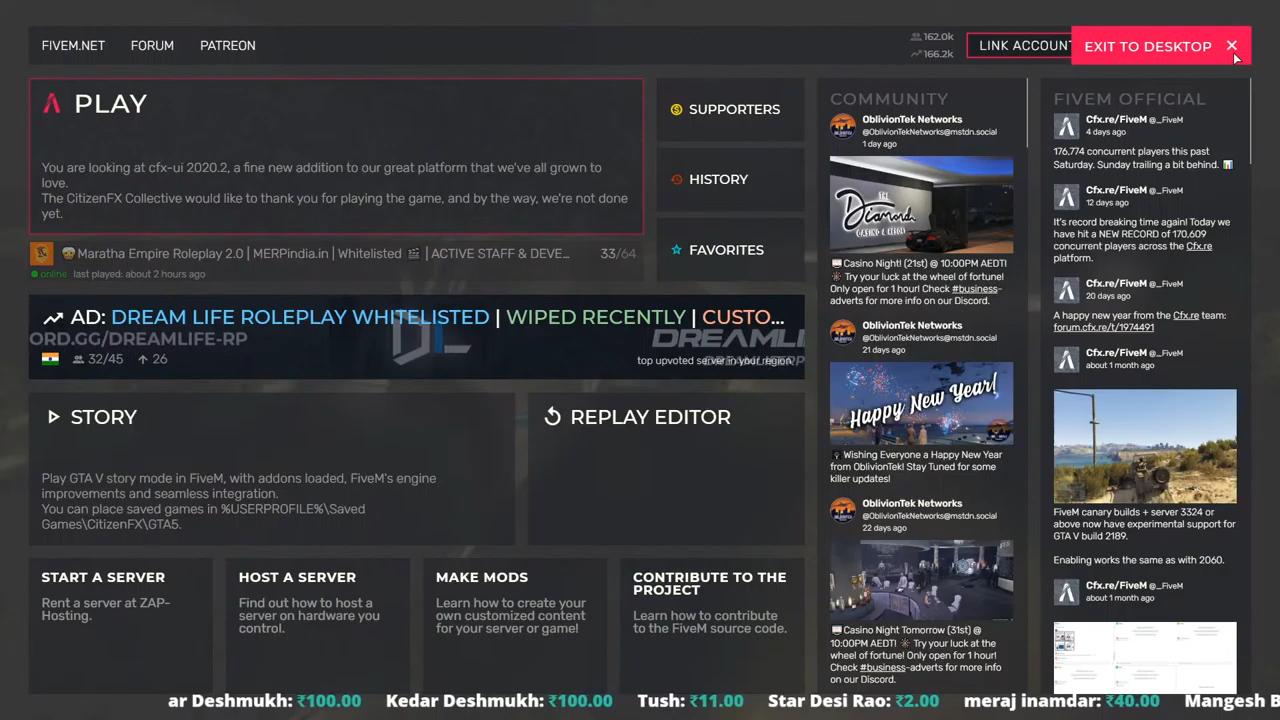 FIVEM.NET FORUM PATREON
162.0k
166.2k
LINK ACCOUNT
EXIT TO DESKTOP ✕
PLAY
You are looking at cfx-ui 2020.2, a fine new addition to our great platform that we've all grown to
love.
The CitizenFX Collective would like to thank you for playing the game, and by the way, we're not done
yet.
Maratha Empire Roleplay 2.0 | MERPindia.in | Whitelisted 🎬 | ACTIVE STAFF & DEVE... 33/64
online last played: about 2 hours ago
SUPPORTERS
HISTORY
FAVORITES
AD: DREAM LIFE ROLEPLAY WHITELISTED | WIPED RECENTLY | CUSTO...
ORD.GG/DREAMLIFE-RP
32/45 26
top upvoted server in your region
STORY
Play GTA V story mode in FiveM, with addons loaded, FiveM's engine
improvements and seamless integration.
You can place saved games in %USERPROFILE%\Saved
Games\CitizenFX\GTA5.
REPLAY EDITOR
START A SERVER
Rent a server at ZAP-
Hosting.
HOST A SERVER
Find out how to host a
server on hardware you
control.
MAKE MODS
Learn how to create your
own customized content
for your server or game!
CONTRIBUTE TO THE
PROJECT
Learn how to contribute
to the FiveM source code
COMMUNITY
OblivionTek Networks
@OblivionTekNetworks@mstdn.social
1 day ago
THE
Diamond
CASINO & RESORT
Casino Night! (21st) @ 10:00PM AEDT!
Try your luck at the wheel of fortune!
Only open for 1 hour! Check #business-
adverts for more info on our Discord.
OblivionTek Networks
@OblivionTekNetworks@mstdn.social
21 days ago
Happy New Year!
Wishing Everyone a Happy New Year
from OblivionTek! Stay Tuned for some
killer updates!
OblivionTek Networks
@OblivionTekNetworks@mstdn.social
22 days ago
Casino Night Tomorrow (31st) @
10:00PM AEDT! Try your luck at the
wheel of fortune! Only open for 1 hour!
Check #business-adverts for more info
on our Discord.
FIVEM OFFICIAL
Cfx.re/FiveM @_FiveM
4 days ago
176,774 concurrent players this past
Saturday. Sunday trailing a bit behind. 📊
Cfx.re/FiveM @_FiveM
12 days ago
It's record breaking time again! Today we
have hit a NEW RECORD of 170,609
concurrent players across the Cfx.re
platform.
Cfx.re/FiveM @_FiveM
20 days ago
A happy new year from the Cfx.re team:
forum.cfx.re/t/1974491
Cfx.re/FiveM @_FiveM
about 1 month ago
FiveM canary builds + server 3324 or
above now have experimental support for
GTA V build 2189.
Enabling works the same as with 2060.
Cfx.re/FiveM @_FiveM
about 1 month ago
ar Deshmukh: ₹100 ₹100.00 Tusk: ₹1100 Star Desi Rao: ₹2.00 meraj inamdar: ₹40.00 Mangesh B